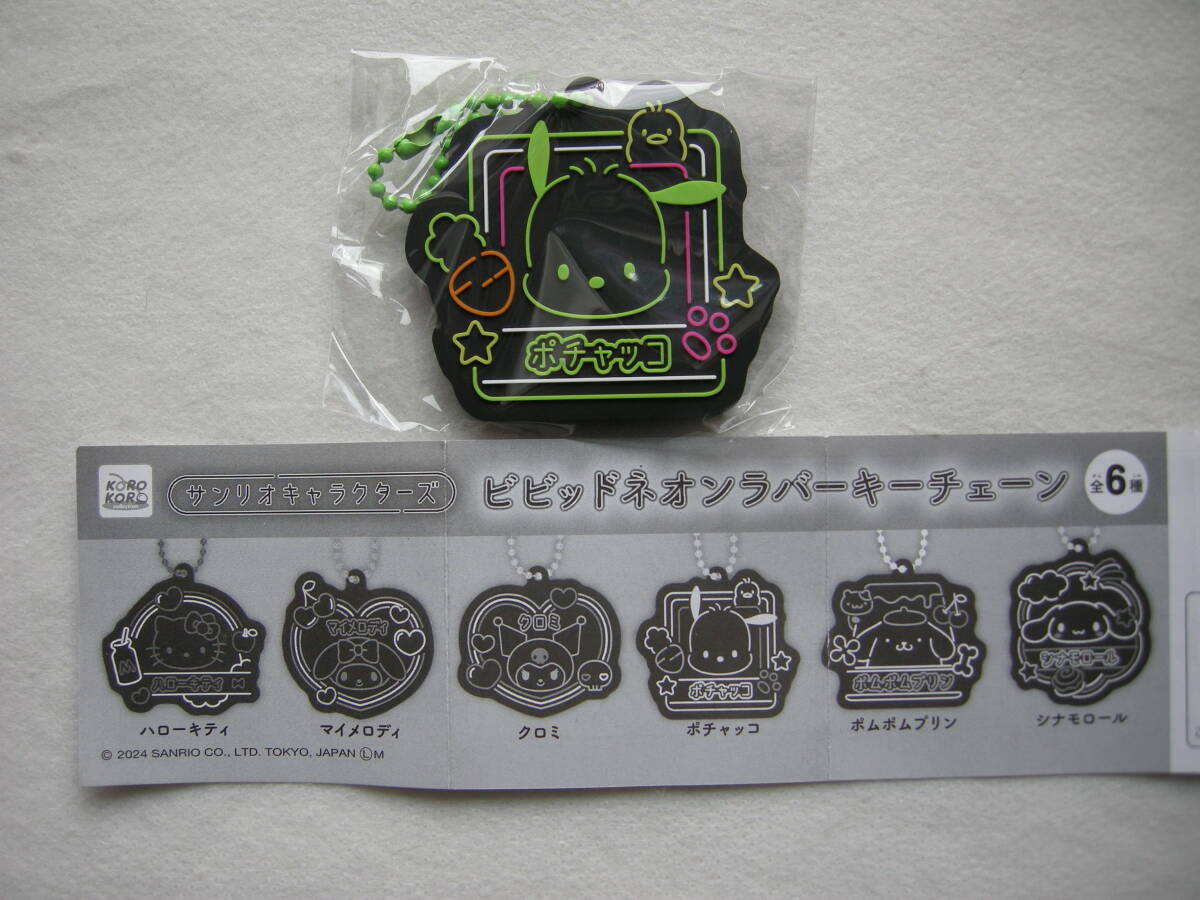 ポチャッコ
KORO KORO collection
サンリオキャラクターズ
ビビッドネオンラバーキーチェーン
全6種
マイメロディ
クロミ
M
ハローキティ
ポチャッコ
ポムポムプリン
シナモロール
ハローキティ
マイメロディ
クロミ
ポチャッコ
ポムポムプリン
シナモロール
© 2024 SANRIO CO., LTD. TOKYO, JAPAN Ⓛ M